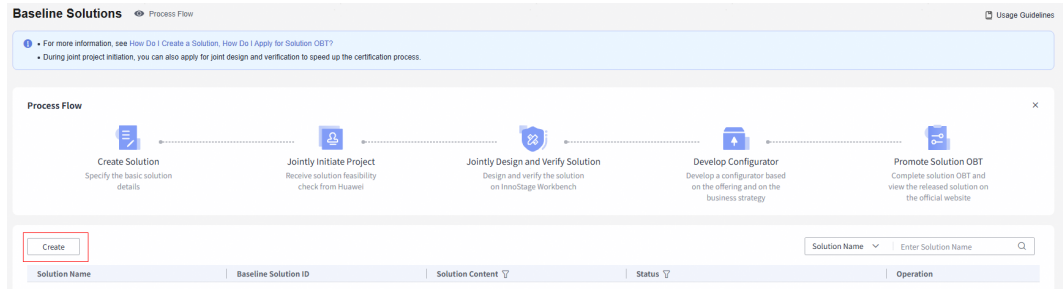 Baseline Solutions Process Flow Usage Guidelines
• For more information, see How Do I Create a Solution, How Do I Apply for Solution OBT?
• During joint project initiation, you can also apply for joint design and verification to speed up the certification process.
Process Flow
Create Solution
Specify the basic solution
details
Jointly Initiate Project
Receive solution feasibility
check from Huawei
Jointly Design and Verify Solution
Design and verify the solution
on InnoStage Workbench
Develop Configurator
Develop a configurator based
on the offering and on the
business strategy
Promote Solution OBT
Complete solution OBT and
view the released solution on
the official website
Create Solution Name Enter Solution Name
Solution Name Baseline Solution ID Solution Content Status Operation